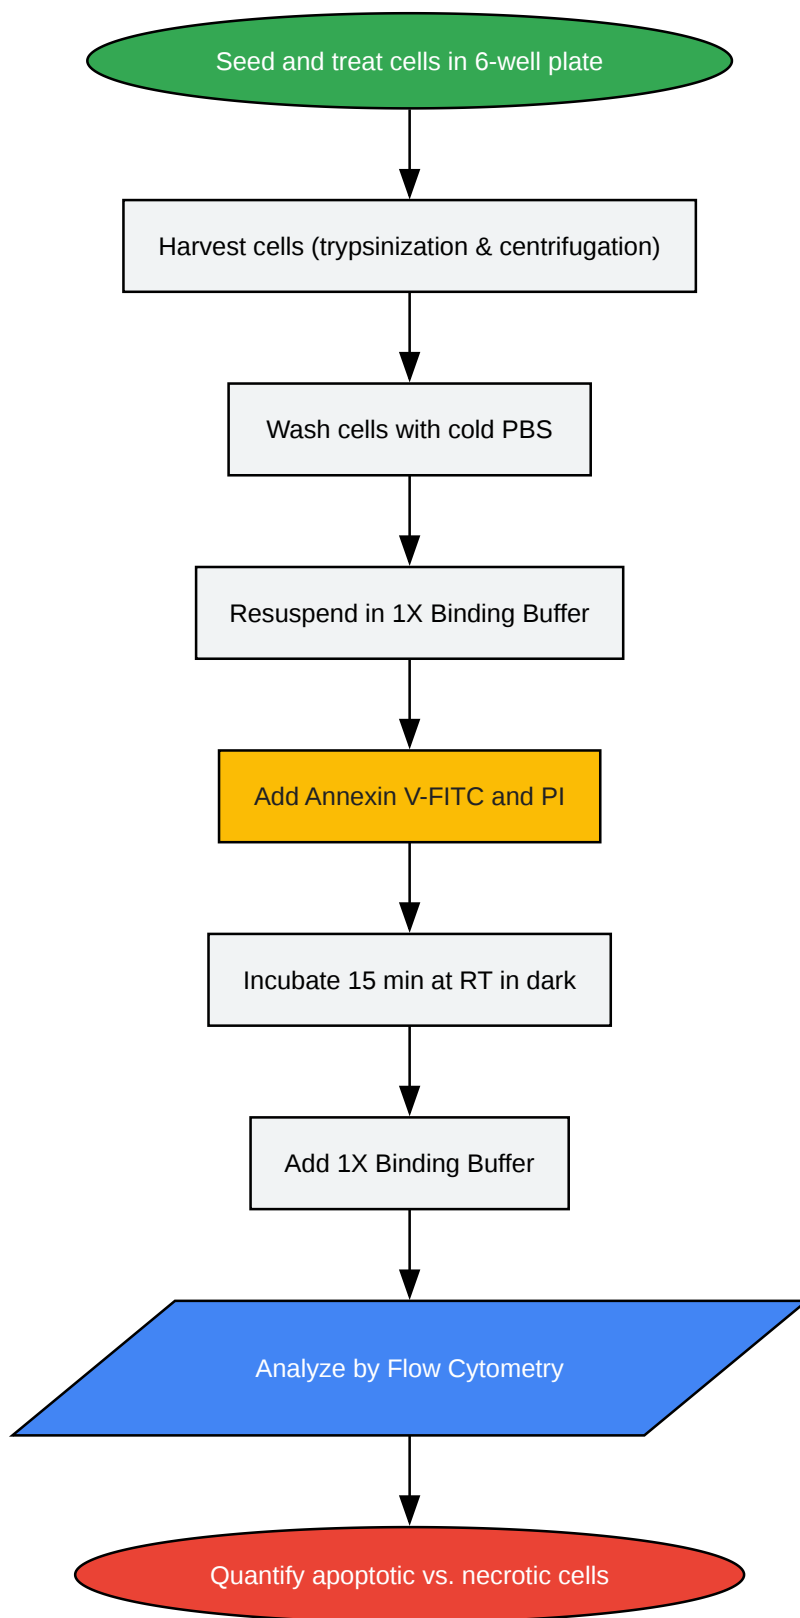 Seed and treat cells in 6-well plate
Harvest cells (trypsinization & centrifugation)
Wash cells with cold PBS
Resuspend in 1X Binding Buffer
Add Annexin V-FITC and PI
Incubate 15 min at RT in dark
Add 1X Binding Buffer
Analyze by Flow Cytometry
Quantify apoptotic vs. necrotic cells